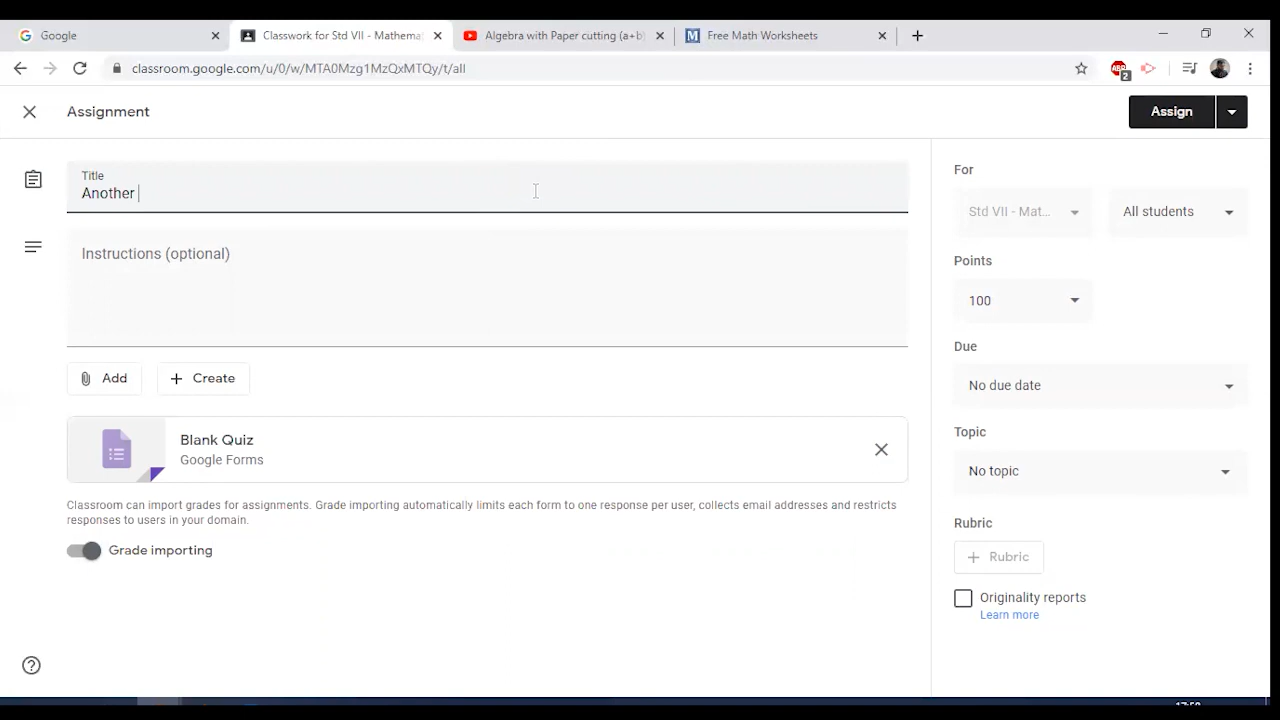 Google
Classwork for Std VII - Mathema
Algebra with Paper cutting (a+b)
Free Math Worksheets
classroom.google.com/u/0/w/MTA0Mzg1MzQxMTQy/t/all
2
Assignment
Assign
Title
Another
Instructions (optional)
Add
Create
Blank Quiz
Google Forms
Classroom can import grades for assignments. Grade importing automatically limits each form to one response per user, collects email addresses and restricts
responses to users in your domain.
Grade importing
For
Std VII - Mat...
All students
Points
100
Due
No due date
Topic
No topic
Rubric
Rubric
Originality reports
Learn more